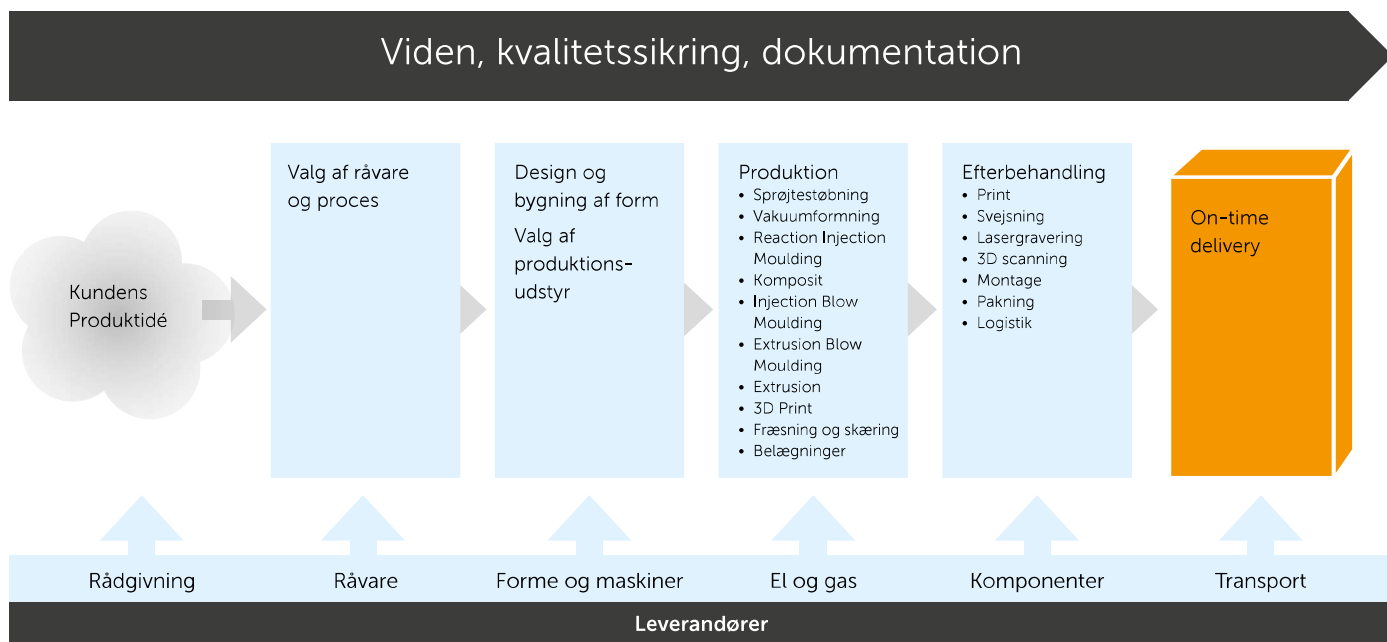 Viden, kvalitetssikring, dokumentation
Kundens
Produktidé
Valg af råvare
og proces
Design og
bygning af form
Valg af
produktions-
udstyr
Produktion
• Sprøjtestøbning
• Vakuumformning
• Reaction Injection
Moulding
• Komposit
• Injection Blow
Moulding
• Extrusion Blow
Moulding
• Extrusion
• 3D Print
• Fræsning og skæring
• Belægninger
Efterbehandling
• Print
• Svejsning
• Lasergravering
• 3D scanning
• Montage
• Pakning
• Logistik
On-time
delivery
Rådgivning
Råvare
Forme og maskiner
El og gas
Komponenter
Transport
Leverandører